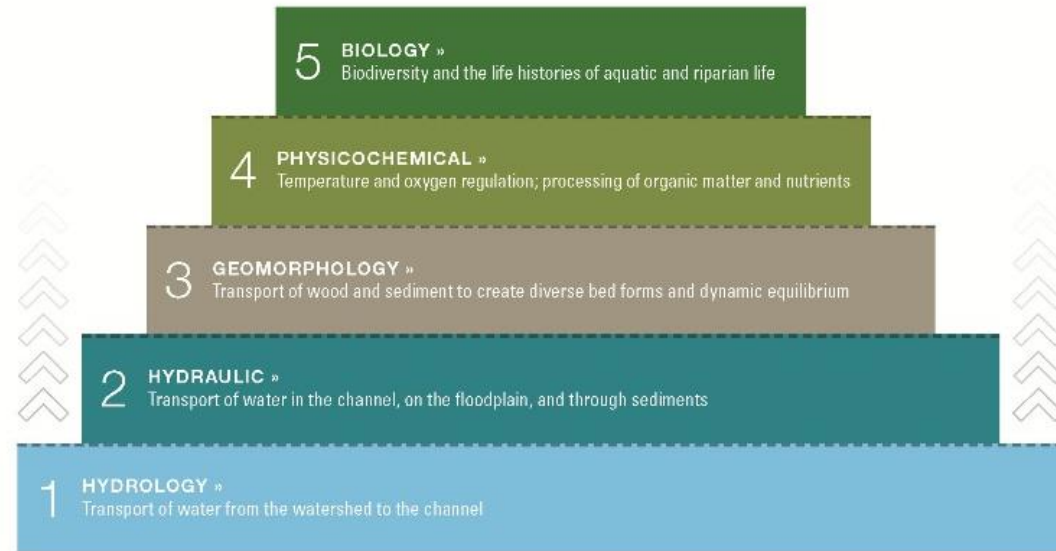 5 BIOLOGY »
Biodiversity and the life histories of aquatic and riparian life
4 PHYSICOCHEMICAL »
Temperature and oxygen regulation; processing of organic matter and nutrients
3 GEOMORPHOLOGY »
Transport of wood and sediment to create diverse bed forms and dynamic equilibrium
2 HYDRAULIC »
Transport of water in the channel, on the floodplain, and through sediments
1 HYDROLOGY »
Transport of water from the watershed to the channel